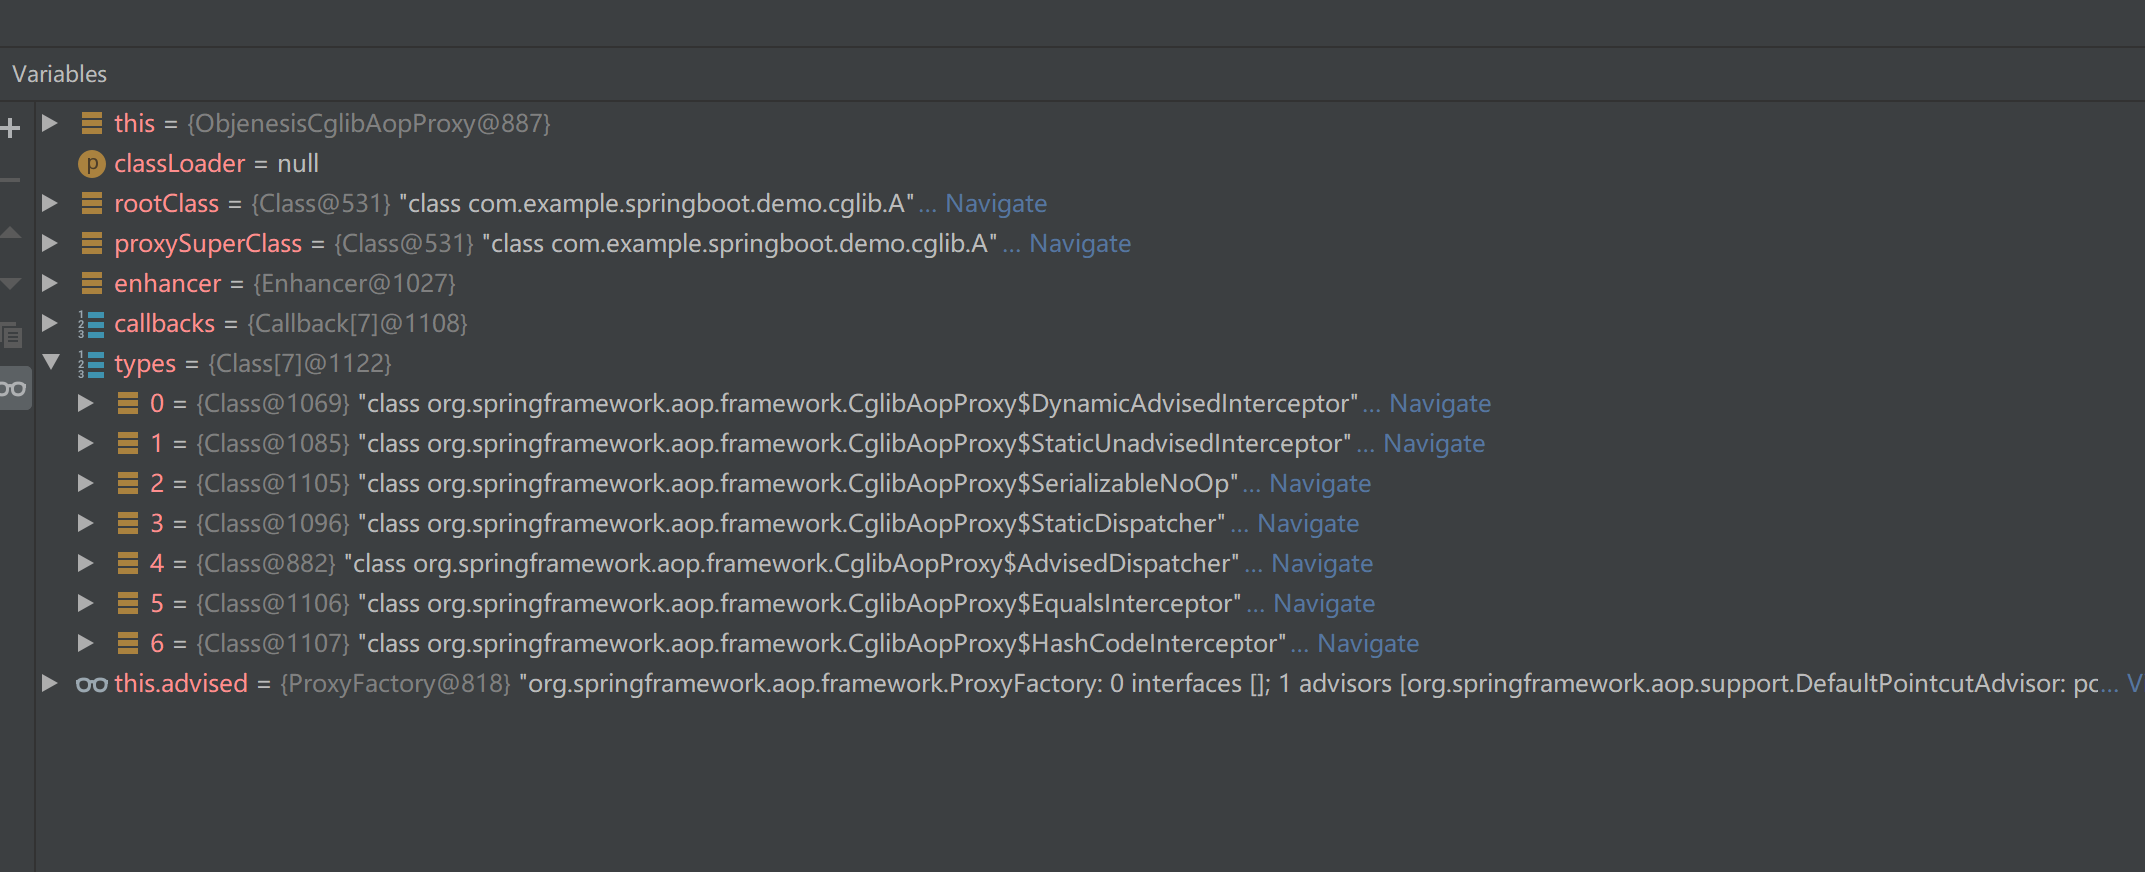 Variables
this = {ObjenesisCglibAopProxy@887}
p classLoader = null
rootClass = {Class@531} "class com.example.springboot.demo.cglib.A"... Navigate
proxySuperClass = {Class@531} "class com.example.springboot.demo.cglib.A"... Navigate
enhancer = {Enhancer@1027}
callbacks = {Callback[7]@1108}
types = {Class[7]@1122}
0 = {Class@1069} "class org.springframework.aop.framework.CglibAopProxy$DynamicAdvisedInterceptor"... Navigate
1 = {Class@1085} "class org.springframework.aop.framework.CglibAopProxy$StaticUnadvisedInterceptor"... Navigate
2 = {Class@1105} "class org.springframework.aop.framework.CglibAopProxy$SerializableNoOp"... Navigate
3 = {Class@1096} "class org.springframework.aop.framework.CglibAopProxy$StaticDispatcher"... Navigate
4 = {Class@882} "class org.springframework.aop.framework.CglibAopProxy$AdvisedDispatcher"... Navigate
5 = {Class@1106} "class org.springframework.aop.framework.CglibAopProxy$EqualsInterceptor"... Navigate
6 = {Class@1107} "class org.springframework.aop.framework.CglibAopProxy$HashCodeInterceptor"... Navigate
this.advised = {ProxyFactory@818} "org.springframework.aop.framework.ProxyFactory: 0 interfaces []; 1 advisors [org.springframework.aop.support.DefaultPointcutAdvisor: pc... V